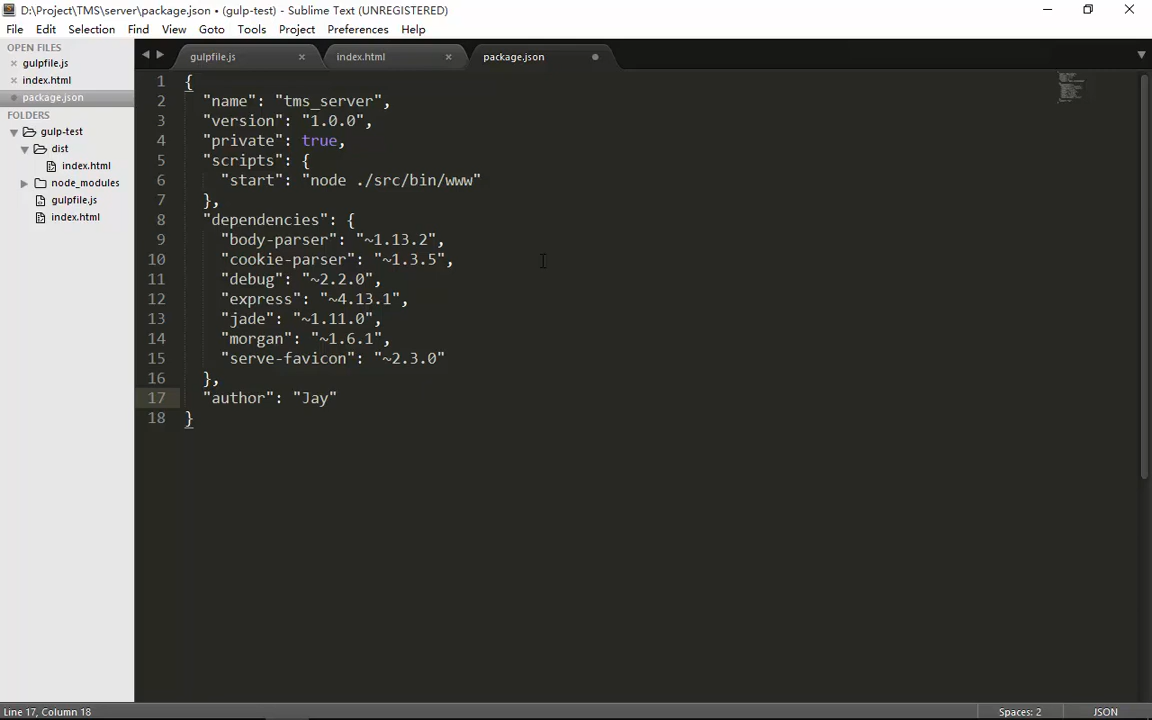 D:\Project\TMS\server\package.json • (gulp-test) - Sublime Text (UNREGISTERED)
File Edit Selection Find View Goto Tools Project Preferences Help
OPEN FILES
gulpfile.js
index.html
package.json
FOLDERS
gulp-test
dist
index.html
node_modules
gulpfile.js
index.html
gulpfile.js index.html package.json
1 {
2 "name": "tms_server",
3 "version": "1.0.0",
4 "private": true,
5 "scripts": {
6 "start": "node ./src/bin/www"
7 },
8 "dependencies": {
9 "body-parser": "~1.13.2",
10 "cookie-parser": "~1.3.5",
11 "debug": "~2.2.0",
12 "express": "~4.13.1",
13 "jade": "~1.11.0",
14 "morgan": "~1.6.1",
15 "serve-favicon": "~2.3.0"
16 },
17 "author": "Jay"
18 }
Line 17, Column 18 Spaces: 2 JSON